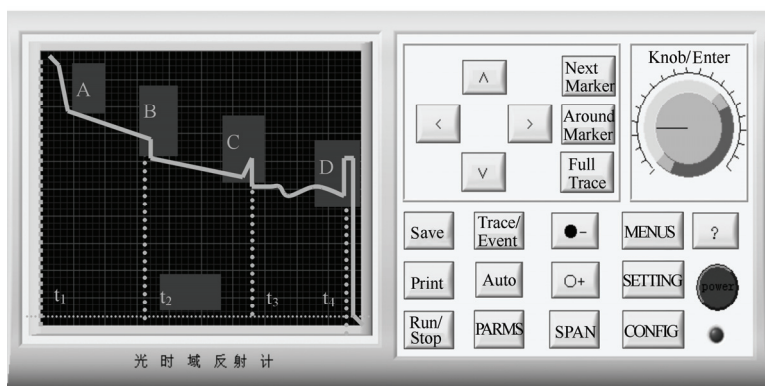 A
B
C
D
t1
t2
t3
t4
光时域反射计
Knob/Enter
∧
Next
Marker
<
>
Around
Marker
∨
Full
Trace
Save
Trace/
Event
●-
MENUS
?
Print
Auto
○+
SETTING
power
Run/
Stop
PARMS
SPAN
CONFIG